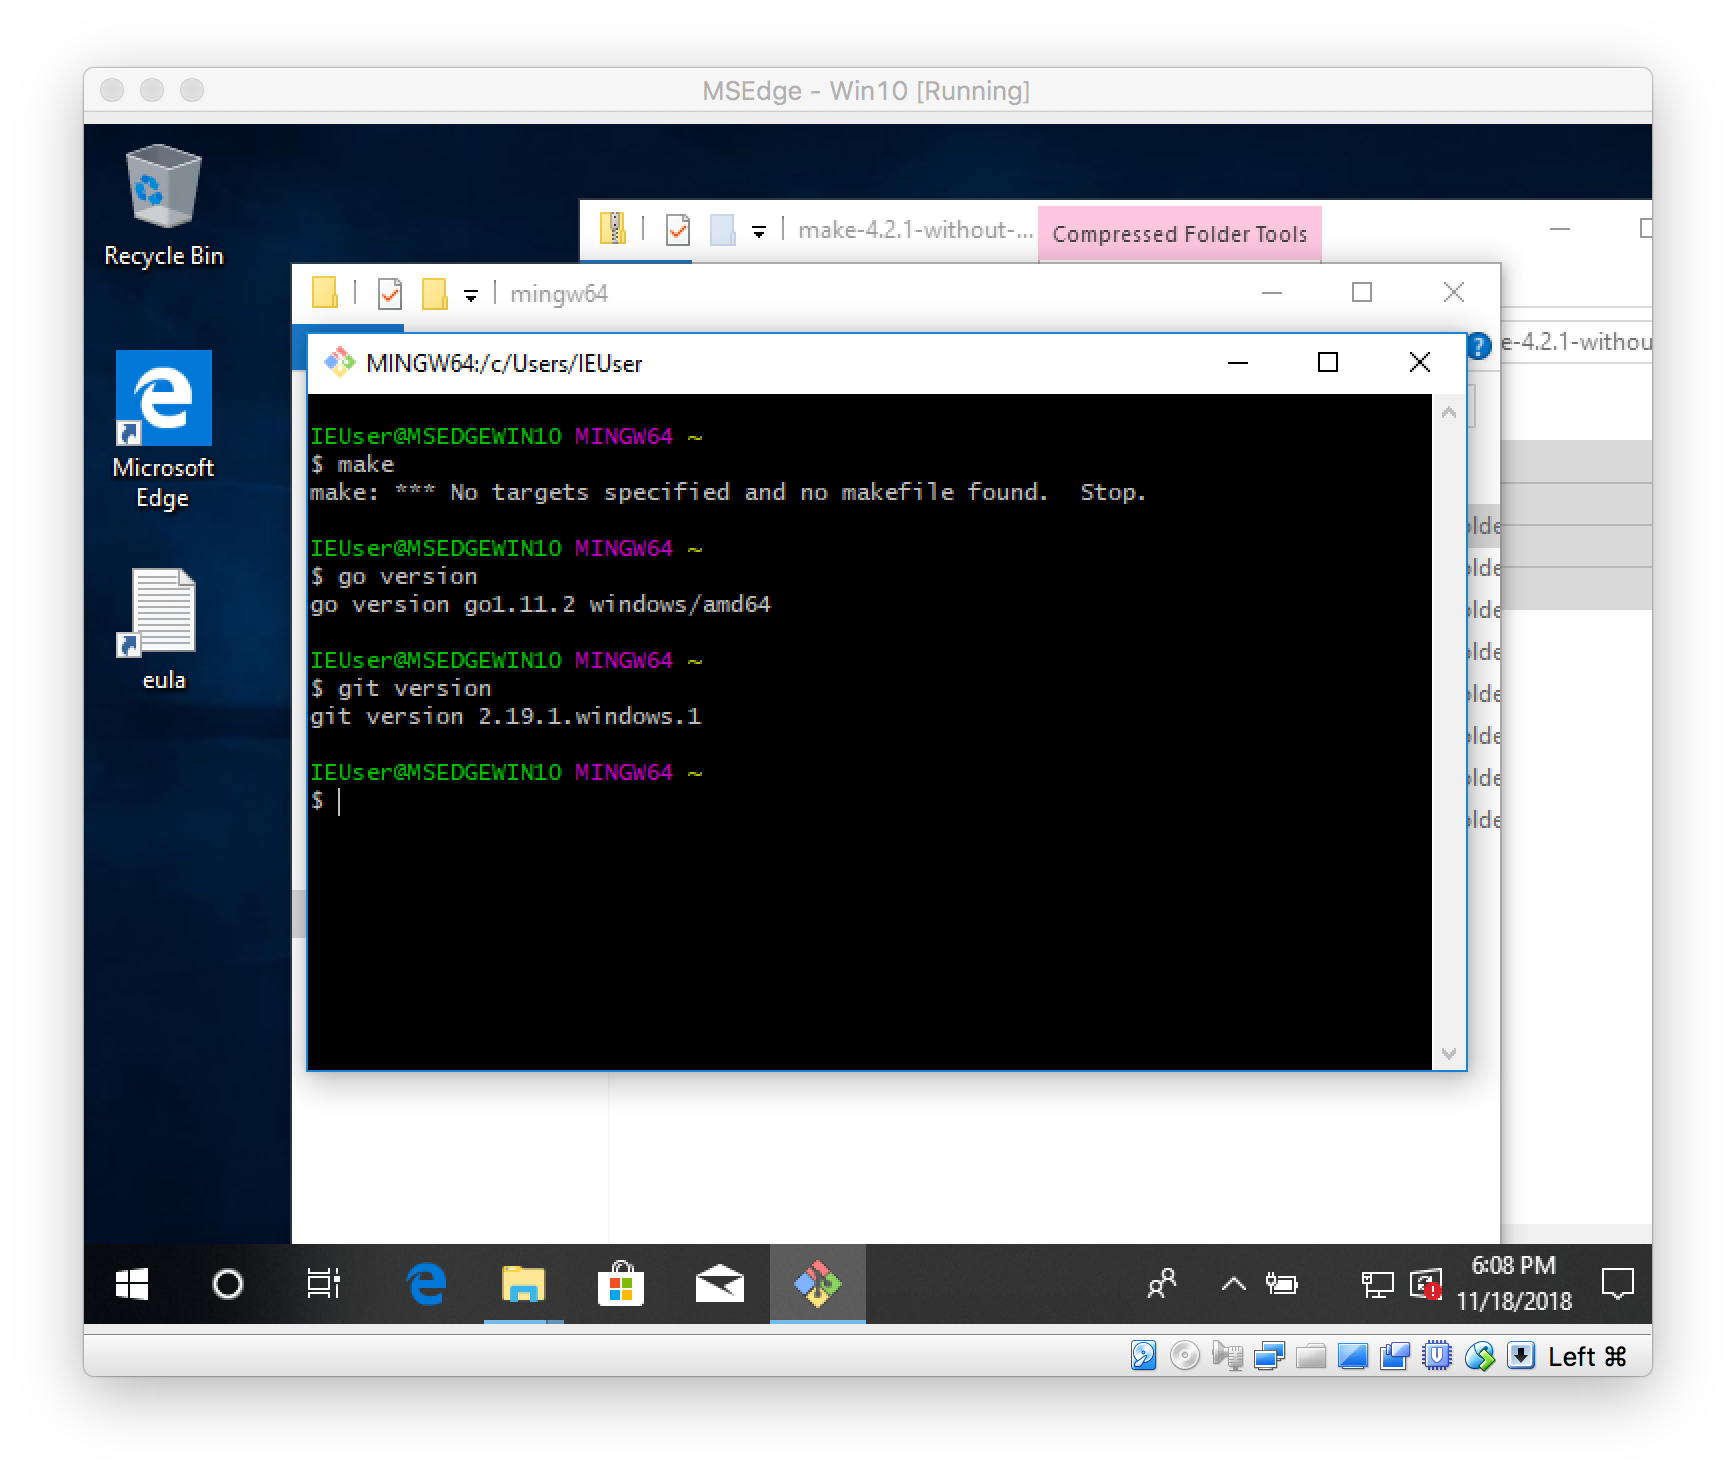 MSEdge - Win10 [Running]
Recycle Bin
make-4.2.1-without-...
Compressed Folder Tools
mingw64
e-4.2.1-withou
MINGW64:/c/Users/IEUser
IEUser@MSEDGEWIN10 MINGW64 ~
$ make
make: *** No targets specified and no makefile found.  Stop.
IEUser@MSEDGEWIN10 MINGW64 ~
$ go version
go version go1.11.2 windows/amd64
IEUser@MSEDGEWIN10 MINGW64 ~
$ git version
git version 2.19.1.windows.1
IEUser@MSEDGEWIN10 MINGW64 ~
$
Microsoft
Edge
eula
olde
olde
olde
olde
olde
olde
olde
olde
6:08 PM
11/18/2018
Left ⌘